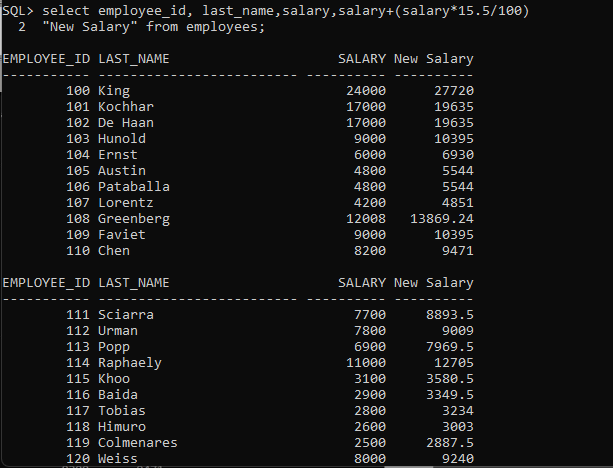 SQL> select employee_id, last_name,salary,salary+(salary*15.5/100)
  2  "New Salary" from employees;
EMPLOYEE_ID LAST_NAME                     SALARY New Salary
----------- ------------------------- ---------- ----------
        100 King                           24000      27720
        101 Kochhar                        17000      19635
        102 De Haan                        17000      19635
        103 Hunold                          9000      10395
        104 Ernst                           6000       6930
        105 Austin                          4800       5544
        106 Pataballa                       4800       5544
        107 Lorentz                         4200       4851
        108 Greenberg                      12008   13869.24
        109 Faviet                          9000      10395
        110 Chen                            8200       9471
EMPLOYEE_ID LAST_NAME                     SALARY New Salary
----------- ------------------------- ---------- ----------
        111 Sciarra                         7700     8893.5
        112 Urman                           7800       9009
        113 Popp                            6900     7969.5
        114 Raphaely                       11000      12705
        115 Khoo                            3100     3580.5
        116 Baida                           2900     3349.5
        117 Tobias                          2800       3234
        118 Himuro                          2600       3003
        119 Colmenares                      2500     2887.5
        120 Weiss                           8000       9240